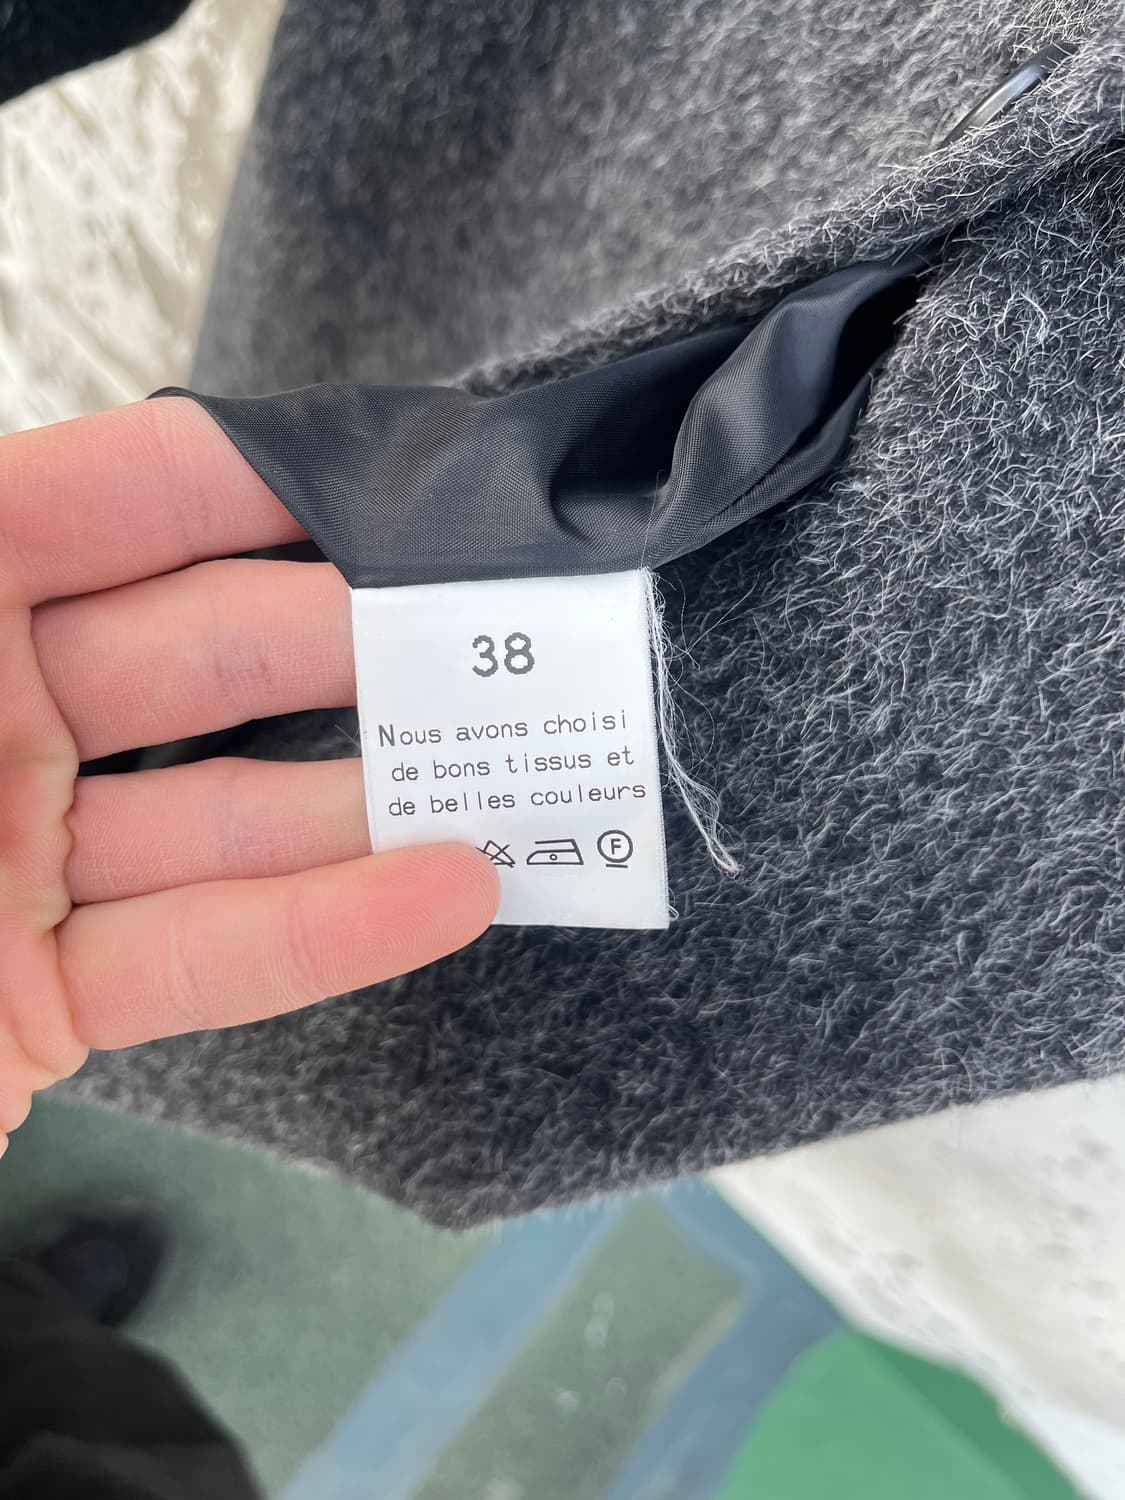 38
Nous avons choisi
de bons tissus et
de belles couleurs
F